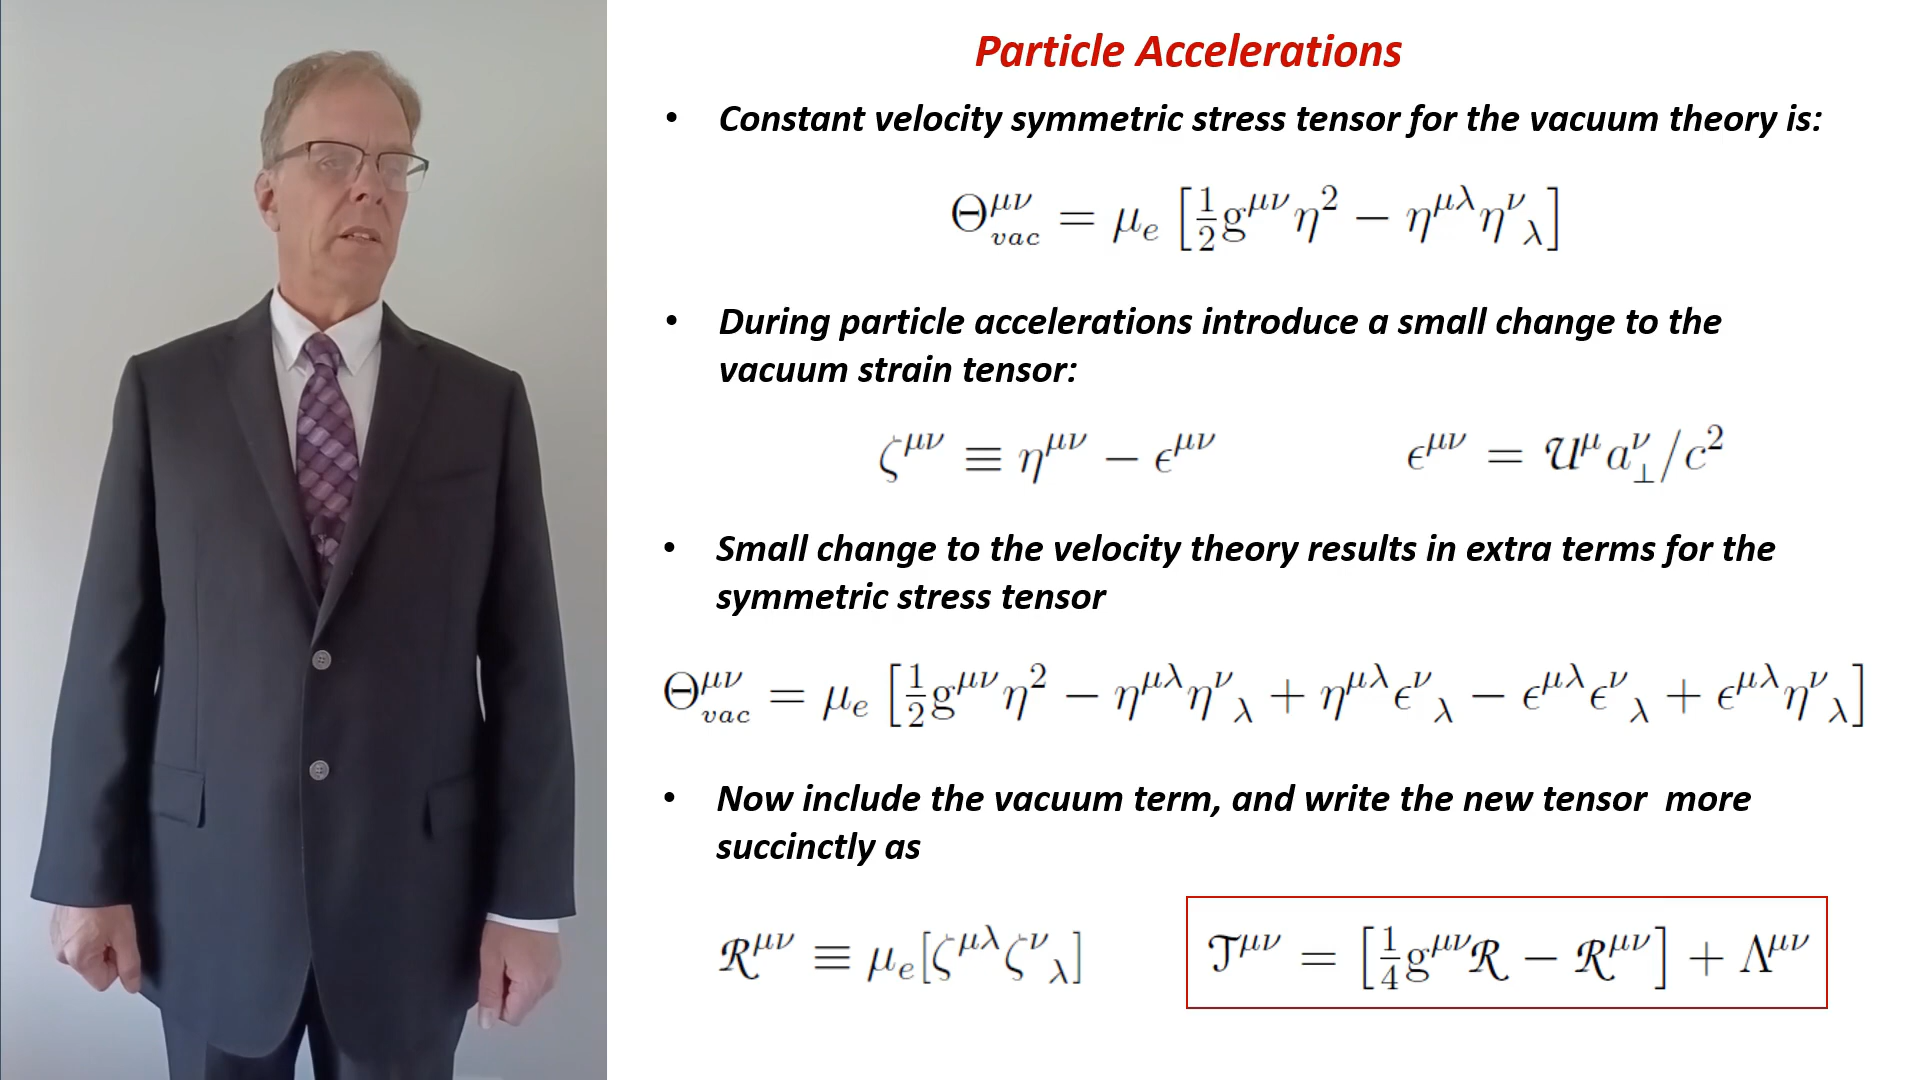 Particle Accelerations
• Constant velocity symmetric stress tensor for the vacuum theory is:
Θ^{μν}_{vac} = μ_e [½g^{μν}η² − η^{μλ}η^ν_λ]
• During particle accelerations introduce a small change to the
vacuum strain tensor:
ζ^{μν} ≡ η^{μν} − ϵ^{μν} ϵ^{μν} = 𝒰^μ a^ν_⊥/c²
• Small change to the velocity theory results in extra terms for the
symmetric stress tensor
Θ^{μν}_{vac} = μ_e [½g^{μν}η² − η^{μλ}η^ν_λ + η^{μλ}ϵ^ν_λ − ϵ^{μλ}ϵ^ν_λ + ϵ^{μλ}η^ν_λ]
• Now include the vacuum term, and write the new tensor more
succinctly as
ℛ^{μν} ≡ μ_e[ζ^{μλ}ζ^ν_λ] 𝒯^{μν} = [¼g^{μν}ℛ − ℛ^{μν}] + Λ^{μν}